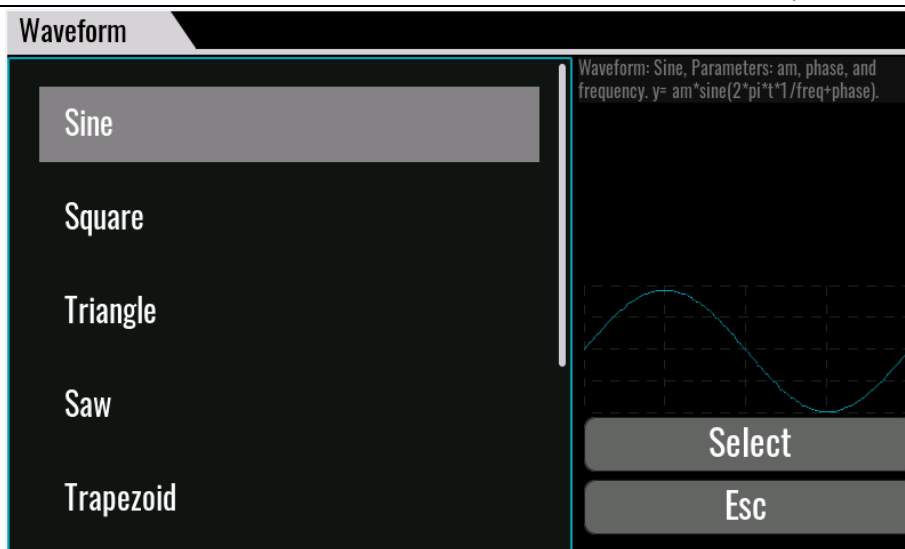 Waveform
Sine
Square
Triangle
Saw
Trapezoid
Waveform: Sine, Parameters: am, phase, and
frequency. y= am*sine(2*pi*t*1/freq+phase).
Select
Esc